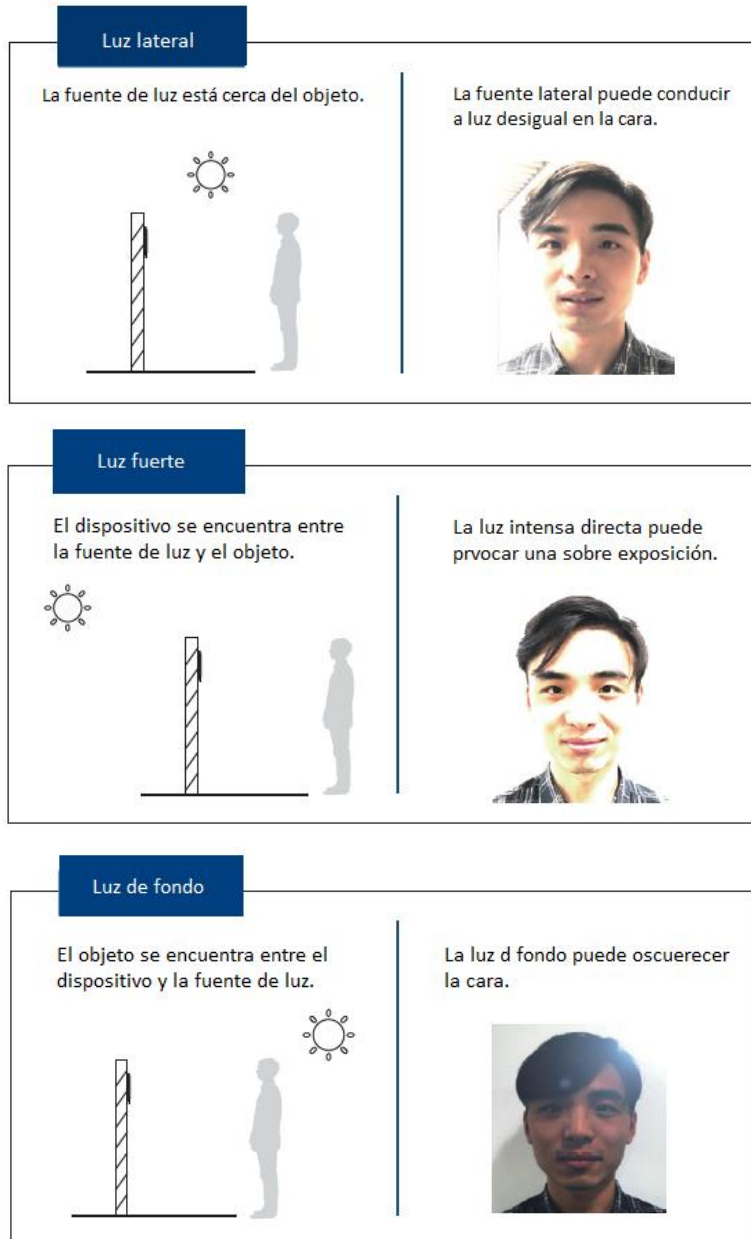 Luz lateral
La fuente de luz está cerca del objeto.
La fuente lateral puede conducir
a luz desigual en la cara.
Luz fuerte
El dispositivo se encuentra entre
la fuente de luz y el objeto.
La luz intensa directa puede
prvocar una sobre exposición.
Luz de fondo
El objeto se encuentra entre el
dispositivo y la fuente de luz.
La luz d fondo puede oscuerecer
la cara.